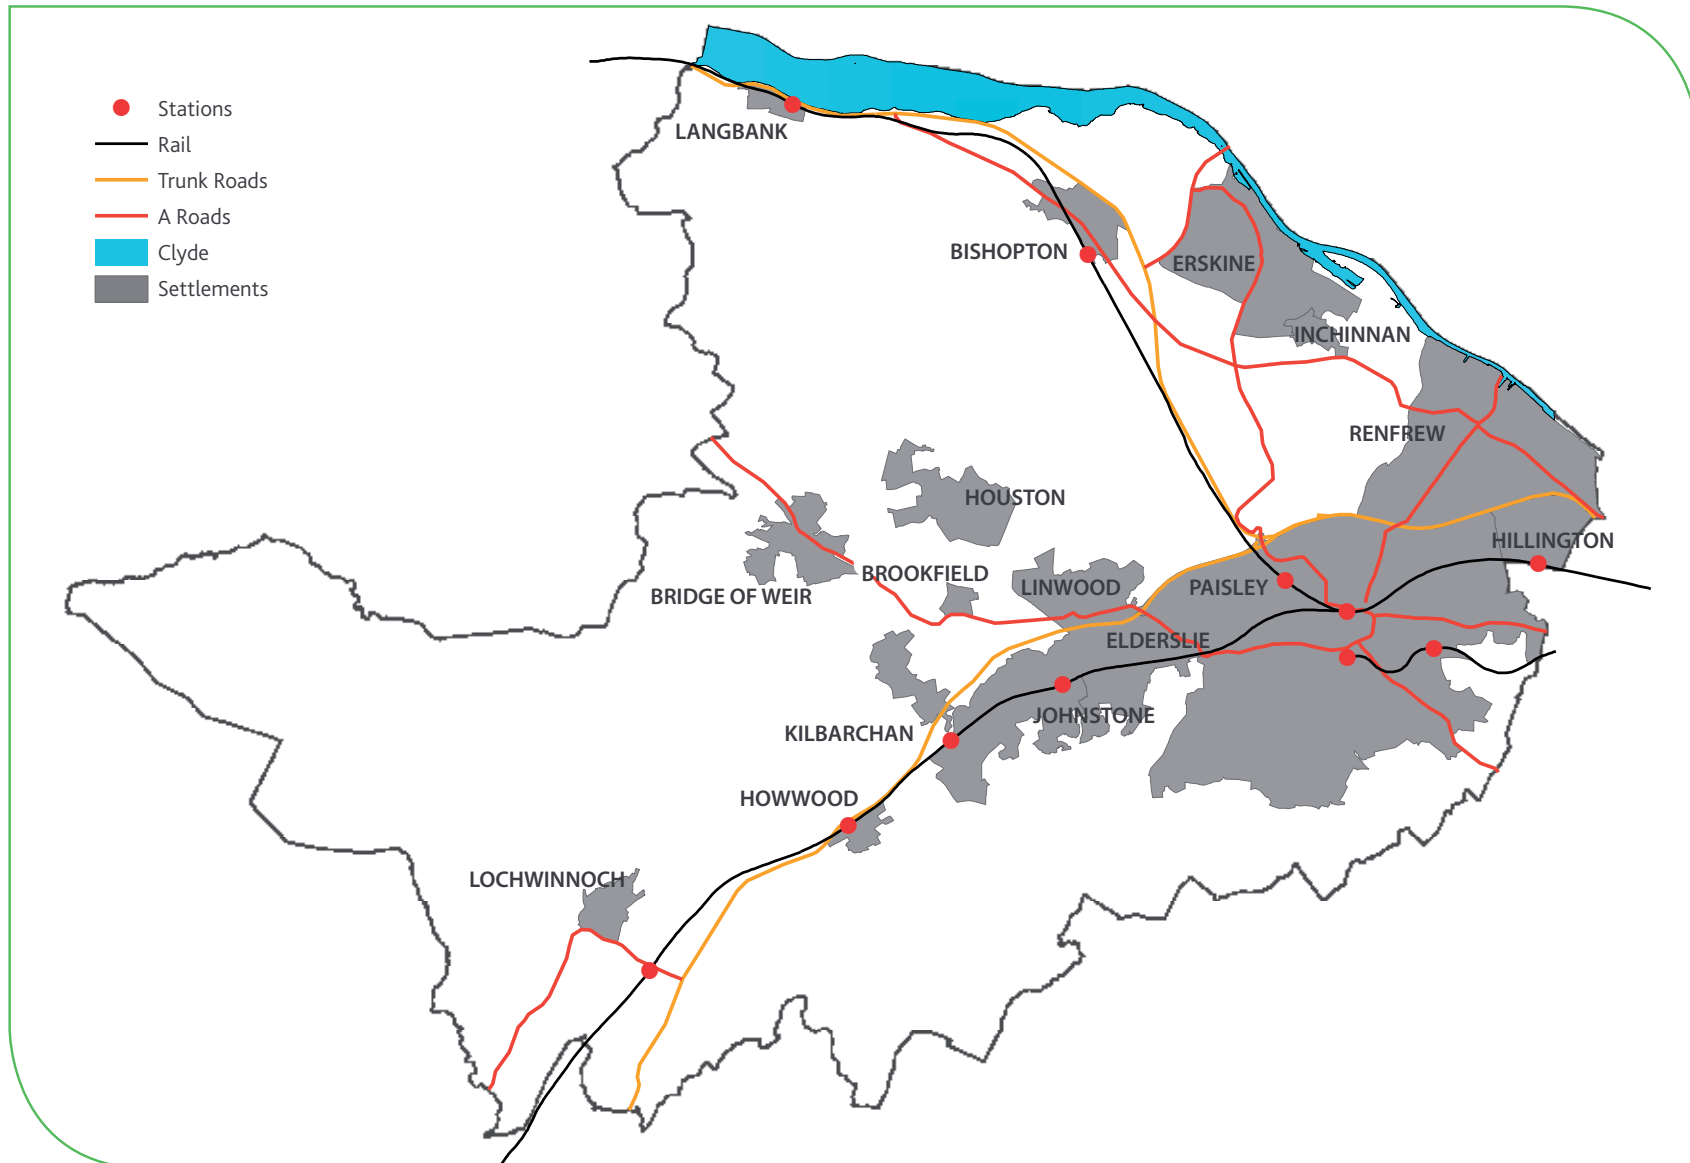 Stations
Rail
Trunk Roads
A Roads
Clyde
Settlements
LANGBANK
BISHOPTON
ERSKINE
INCHINNAN
RENFREW
HOUSTON
HILLINGTON
BROOKFIELD
LINWOOD
PAISLEY
BRIDGE OF WEIR
ELDERSLIE
JOHNSTONE
KILBARCHAN
HOWWOOD
LOCHWINNOCH